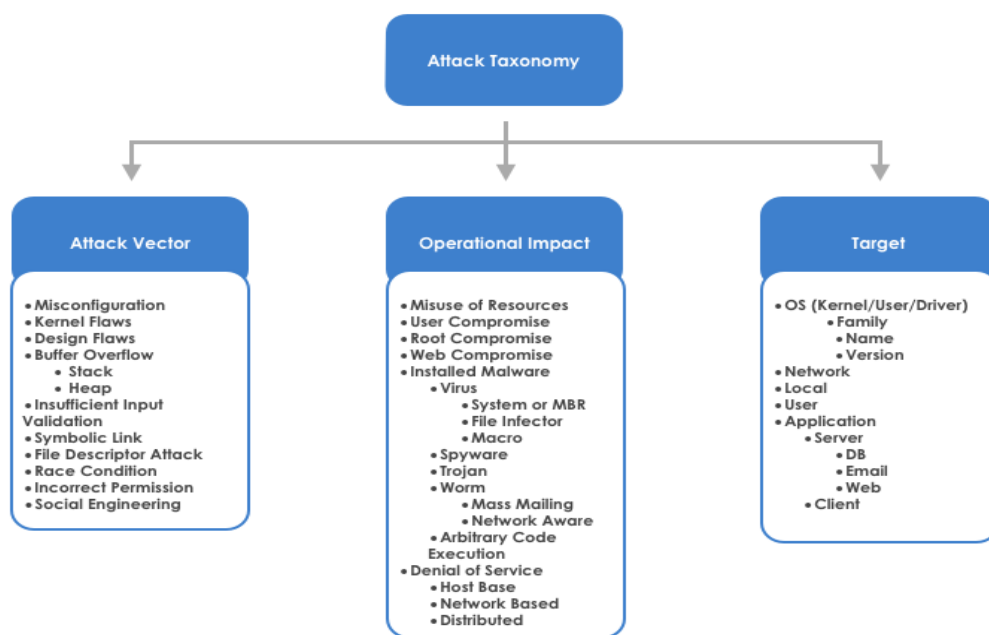 Attack Taxonomy
Attack Vector
• Misconfiguration
• Kernel Flaws
• Design Flaws
• Buffer Overflow
• Stack
• Heap
• Insufficient Input
Validation
• Symbolic Link
• File Descriptor Attack
• Race Condition
• Incorrect Permission
• Social Engineering
Operational Impact
• Misuse of Resources
• User Compromise
• Root Compromise
• Web Compromise
• Installed Malware
• Virus
• System or MBR
• File Infector
• Macro
• Spyware
• Trojan
• Worm
• Mass Mailing
• Network Aware
• Arbitrary Code
Execution
• Denial of Service
• Host Base
• Network Based
• Distributed
Target
• OS (Kernel/User/Driver)
• Family
• Name
• Version
• Network
• Local
• User
• Application
• Server
• DB
• Email
• Web
• Client